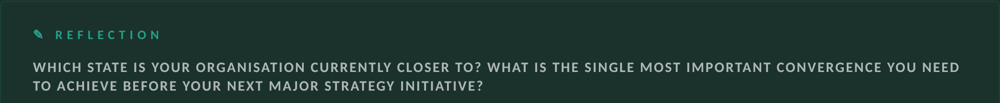 ✎ REFLECTION
WHICH STATE IS YOUR ORGANISATION CURRENTLY CLOSER TO? WHAT IS THE SINGLE MOST IMPORTANT CONVERGENCE YOU NEED
TO ACHIEVE BEFORE YOUR NEXT MAJOR STRATEGY INITIATIVE?